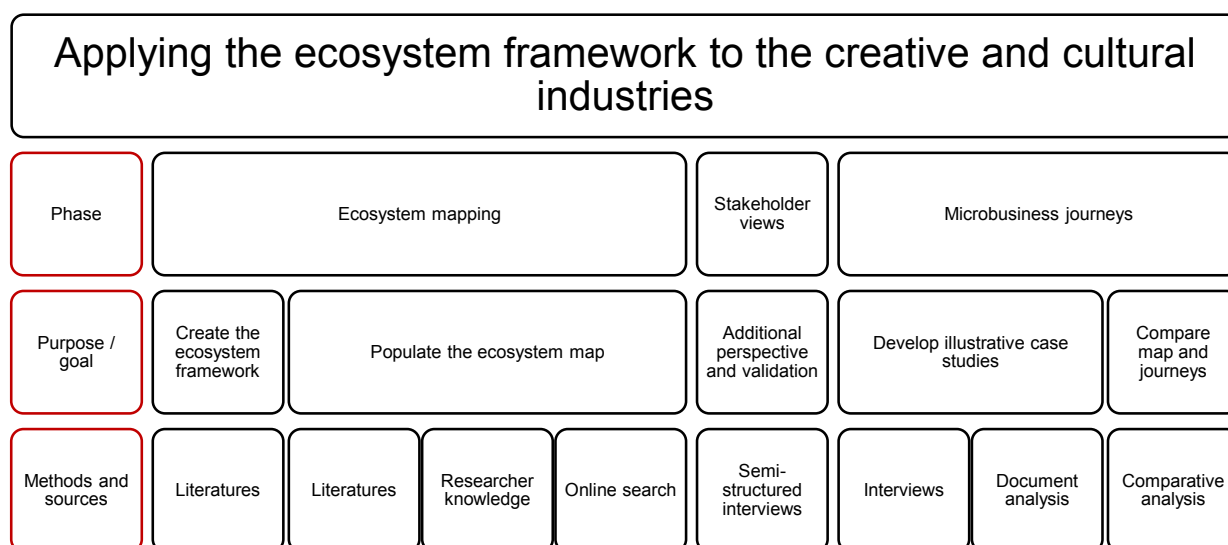 Applying the ecosystem framework to the creative and cultural
industries
Phase
Ecosystem mapping
Stakeholder
views
Microbusiness journeys
Purpose /
goal
Create the
ecosystem
framework
Populate the ecosystem map
Additional
perspective
and validation
Develop illustrative case
studies
Compare
map and
journeys
Methods and
sources
Literatures
Literatures
Researcher
knowledge
Online search
Semi-
structured
interviews
Interviews
Document
analysis
Comparative
analysis